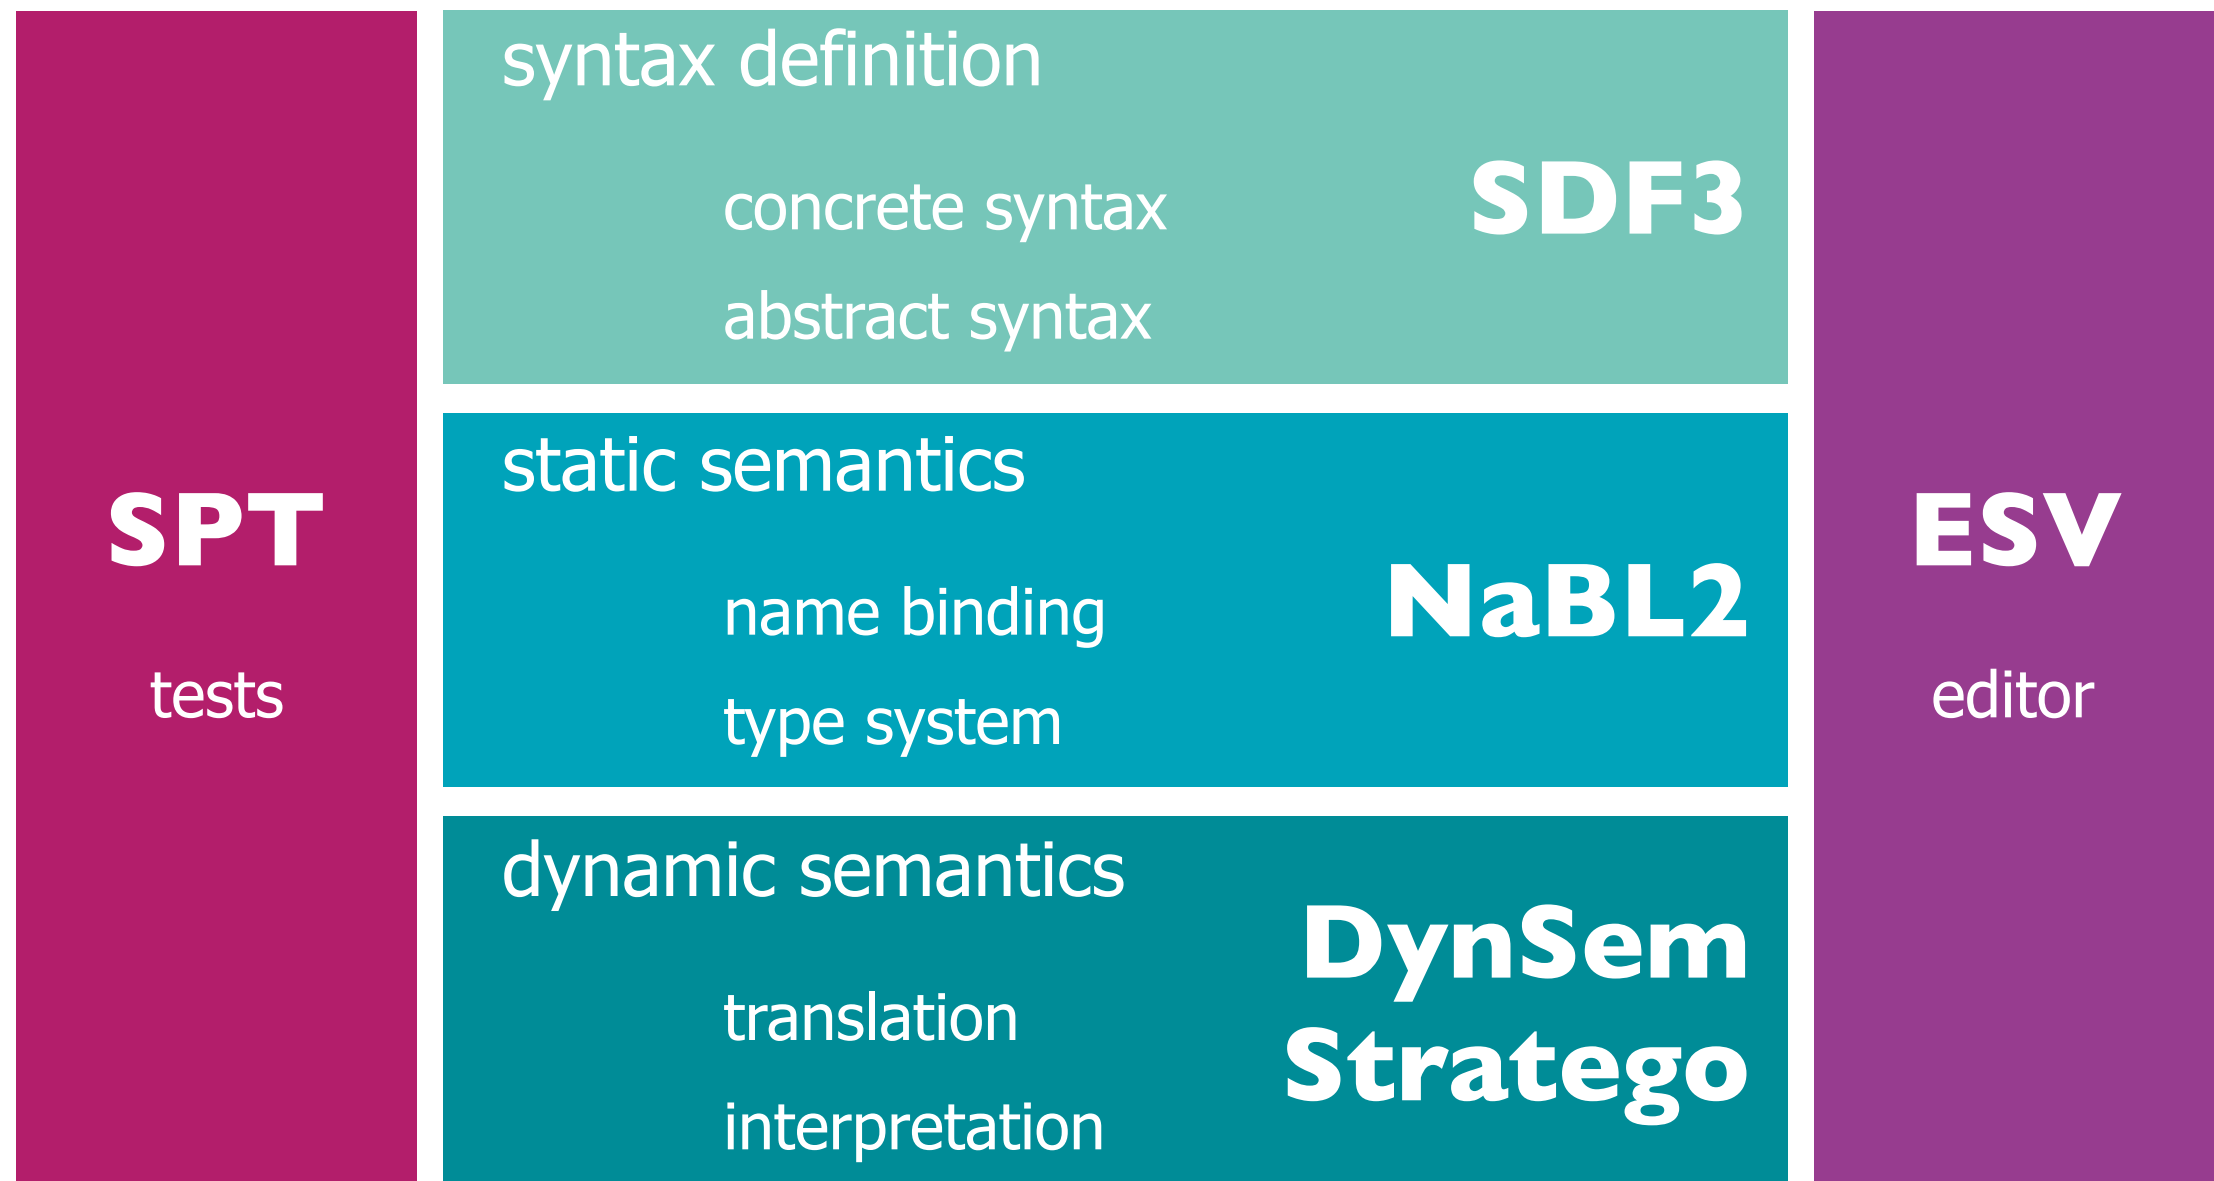 SPT
tests
syntax definition
concrete syntax
abstract syntax
SDF3
static semantics
name binding
type system
NaBL2
dynamic semantics
translation
interpretation
DynSem
Stratego
ESV
editor